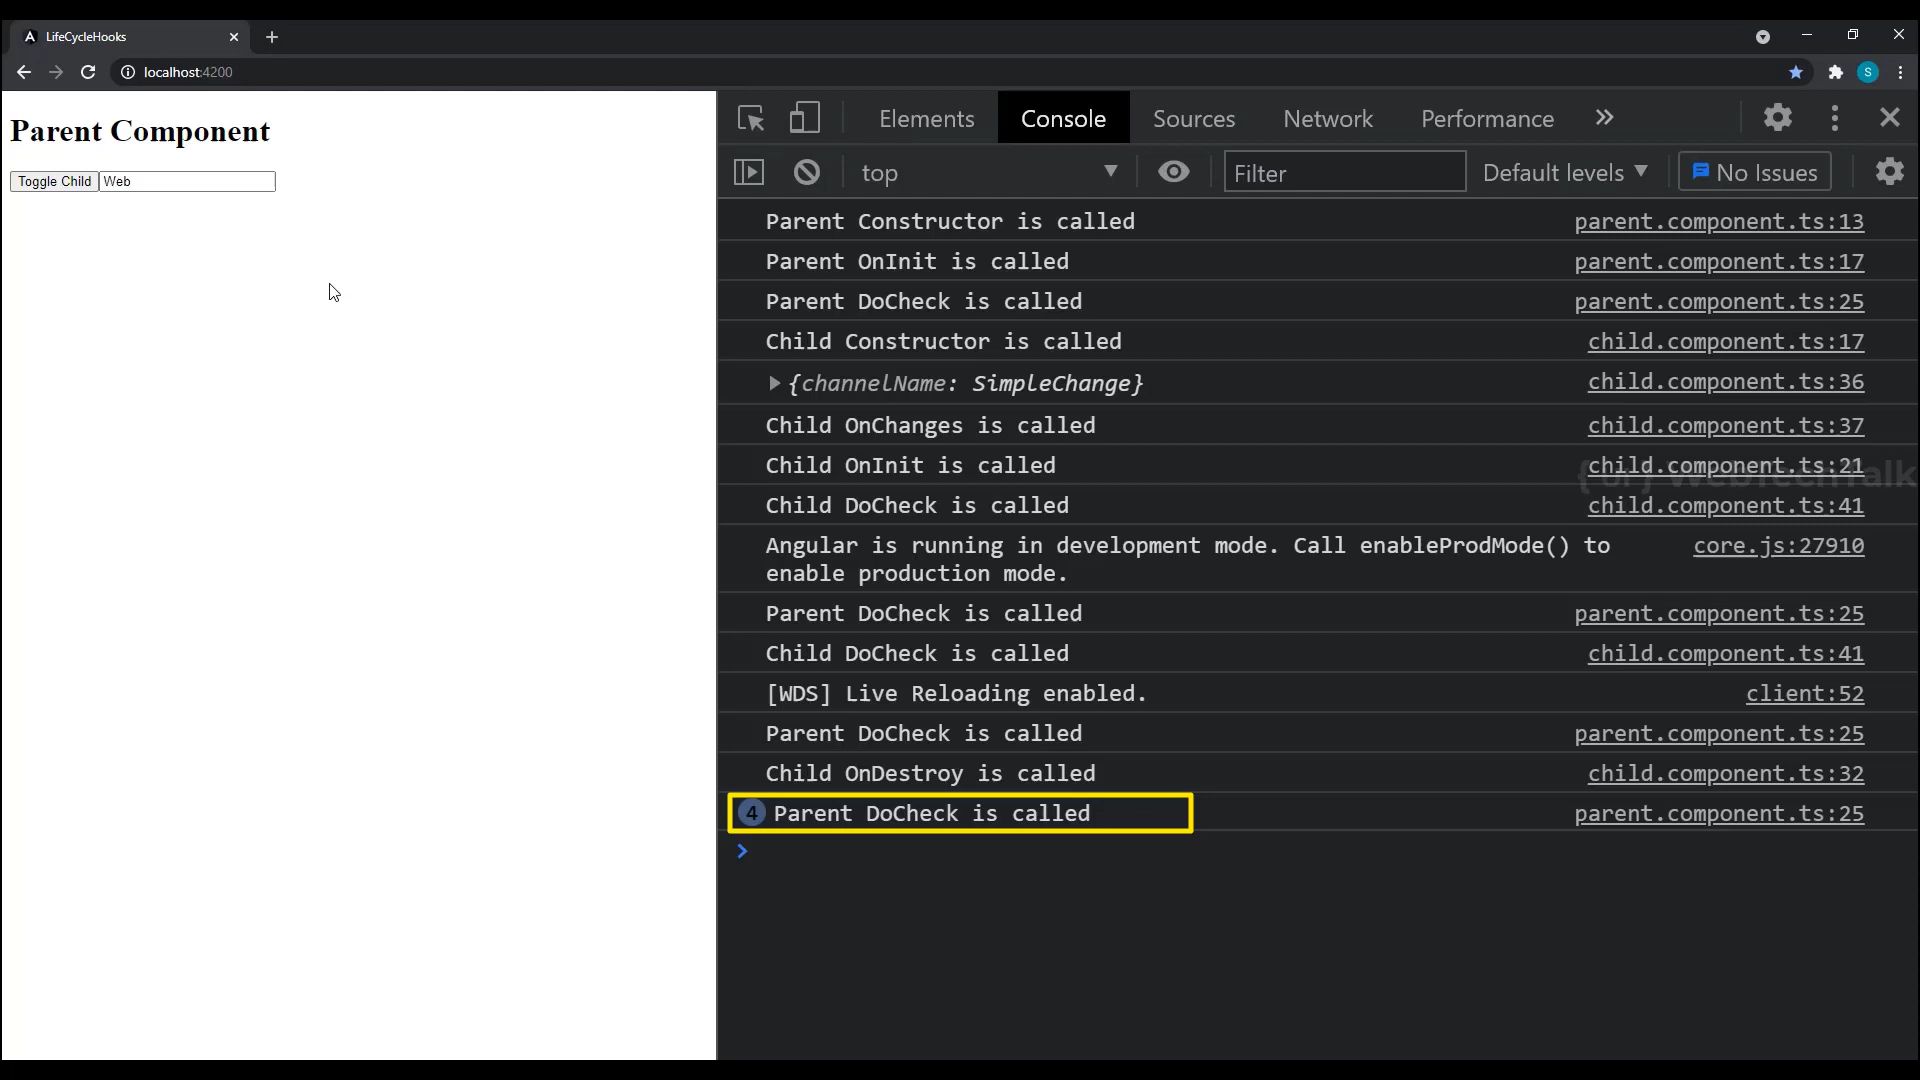 LifeCycleHooks
localhost:4200
S
Parent Component
Toggle Child
Web
Elements
Console
Sources
Network
Performance
top
Filter
Default levels
No Issues
Parent Constructor is called parent.component.ts:13
Parent OnInit is called parent.component.ts:17
Parent DoCheck is called parent.component.ts:25
Child Constructor is called child.component.ts:17
{channelName: SimpleChange} child.component.ts:36
Child OnChanges is called child.component.ts:37
Child OnInit is called child.component.ts:21
Child DoCheck is called child.component.ts:41
Angular is running in development mode. Call enableProdMode() to core.js:27910
enable production mode.
Parent DoCheck is called parent.component.ts:25
Child DoCheck is called child.component.ts:41
[WDS] Live Reloading enabled. client:52
Parent DoCheck is called parent.component.ts:25
Child OnDestroy is called child.component.ts:32
4 Parent DoCheck is called parent.component.ts:25